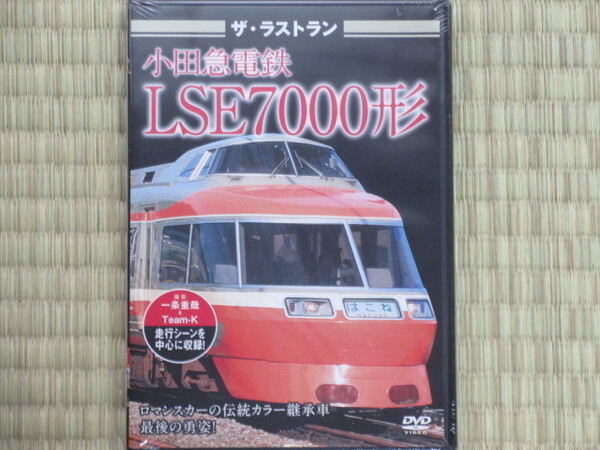 ザ・ラストラン
小田急電鉄
LSE7000形
はこね
撮影
一条重哉
&
Team-K
走行シーンを
中心に収録!
ロマンスカーの伝統カラー継承車
最後の勇姿!
DVD
VIDEO